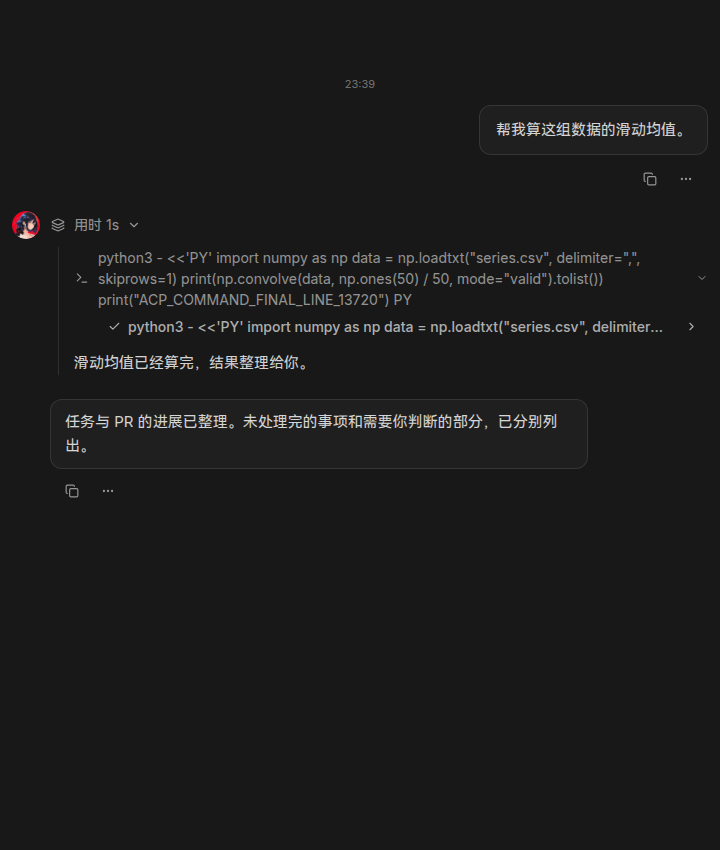 23:39
帮我算这组数据的滑动均值。
用时 1s
python3 - <<'PY' import numpy as np data = np.loadtxt("series.csv", delimiter=",",
skiprows=1) print(np.convolve(data, np.ones(50) / 50, mode="valid").tolist())
print("ACP_COMMAND_FINAL_LINE_13720") PY
python3 - <<'PY' import numpy as np data = np.loadtxt("series.csv", delimiter...
滑动均值已经算完，结果整理给你。
任务与 PR 的进展已整理。未处理完的事项和需要你判断的部分，已分别列
出。